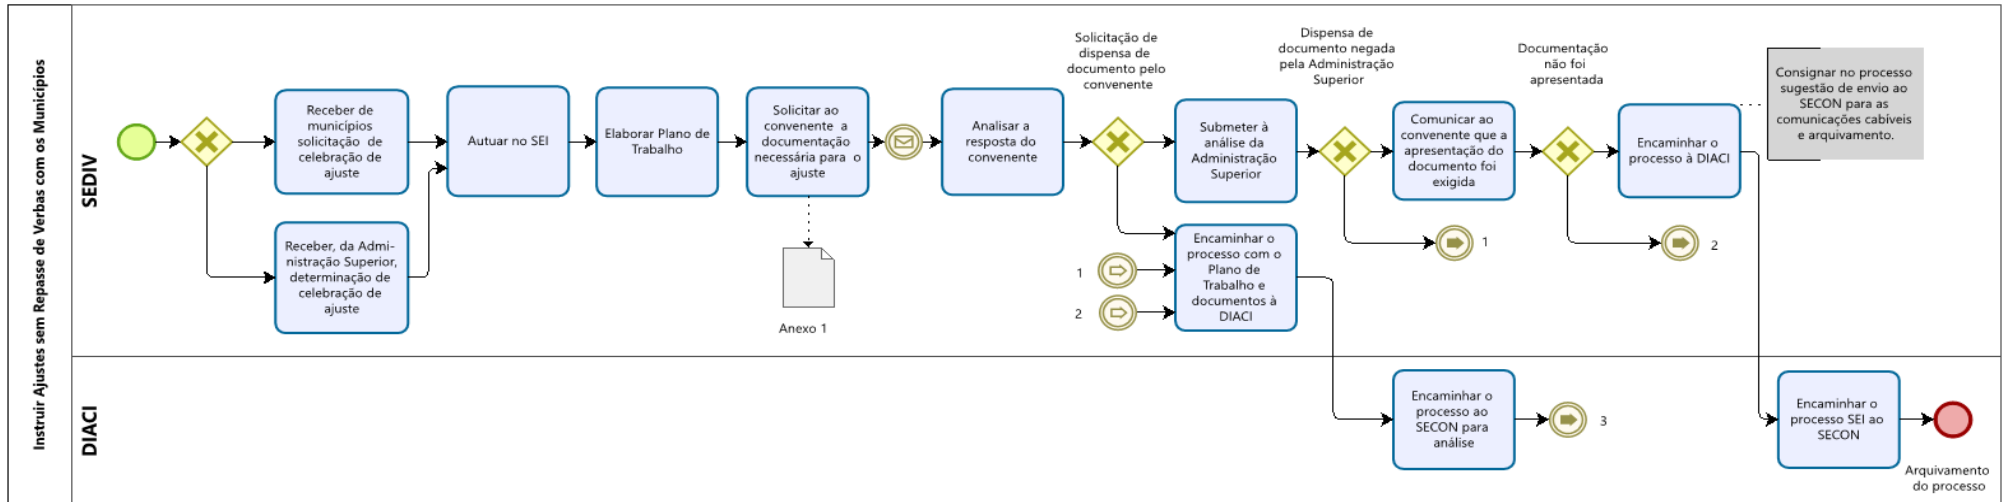 Instruir Ajustes sem Repasse de Verbas com os Municípios
SEDIV
Receber de
municípios
solicitação de
celebração de
ajuste
Receber, da Admi-
nistração Superior,
determinação de
celebração de
ajuste
Autuar no SEI
Elaborar Plano de
Trabalho
Solicitar ao
convenente a
documentação
necessária para o
ajuste
Anexo 1
Analisar a
resposta do
convenente
Solicitação de
dispensa de
documento pelo
convenente
Submeter à
análise da
Administração
Superior
1
2
Encaminhar o
processo com o
Plano de
Trabalho e
documentos à
DIACI
Dispensa de
documento negada
pela Administração
Superior
Comunicar ao
convenente que a
apresentação do
documento foi
exigida
1
Documentação
não foi
apresentada
Encaminhar o
processo à DIACI
2
Consignar no processo
sugestão de envio ao
SECON para as
comunicações cabíveis
e arquivamento.
DIACI
Encaminhar o
processo ao
SECON para
análise
3
Encaminhar o
processo SEI ao
SECON
Arquivamento
do processo